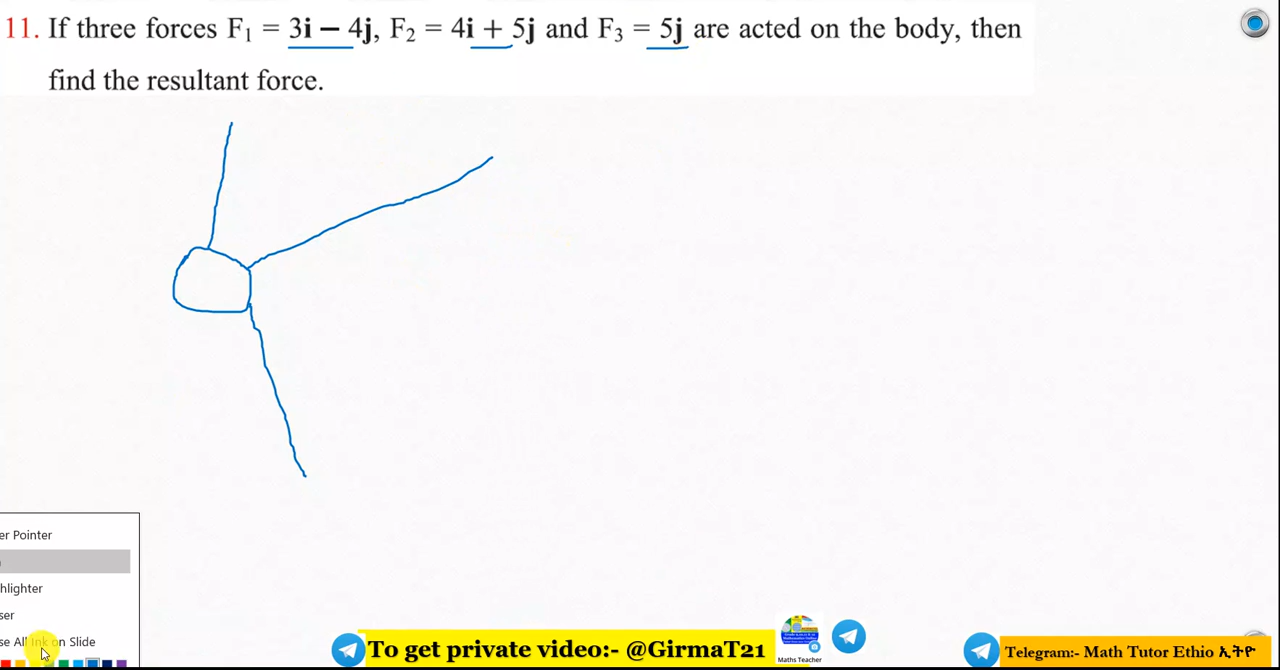 11. If three forces F₁ = 3i − 4j, F₂ = 4i + 5j and F₃ = 5j are acted on the body, then
find the resultant force.
er Pointer
hlighter
ser
se All Ink on Slide
To get private video:- @GirmaT21
Maths Teacher
Telegram:- Math Tutor Ethio ኢትዮ